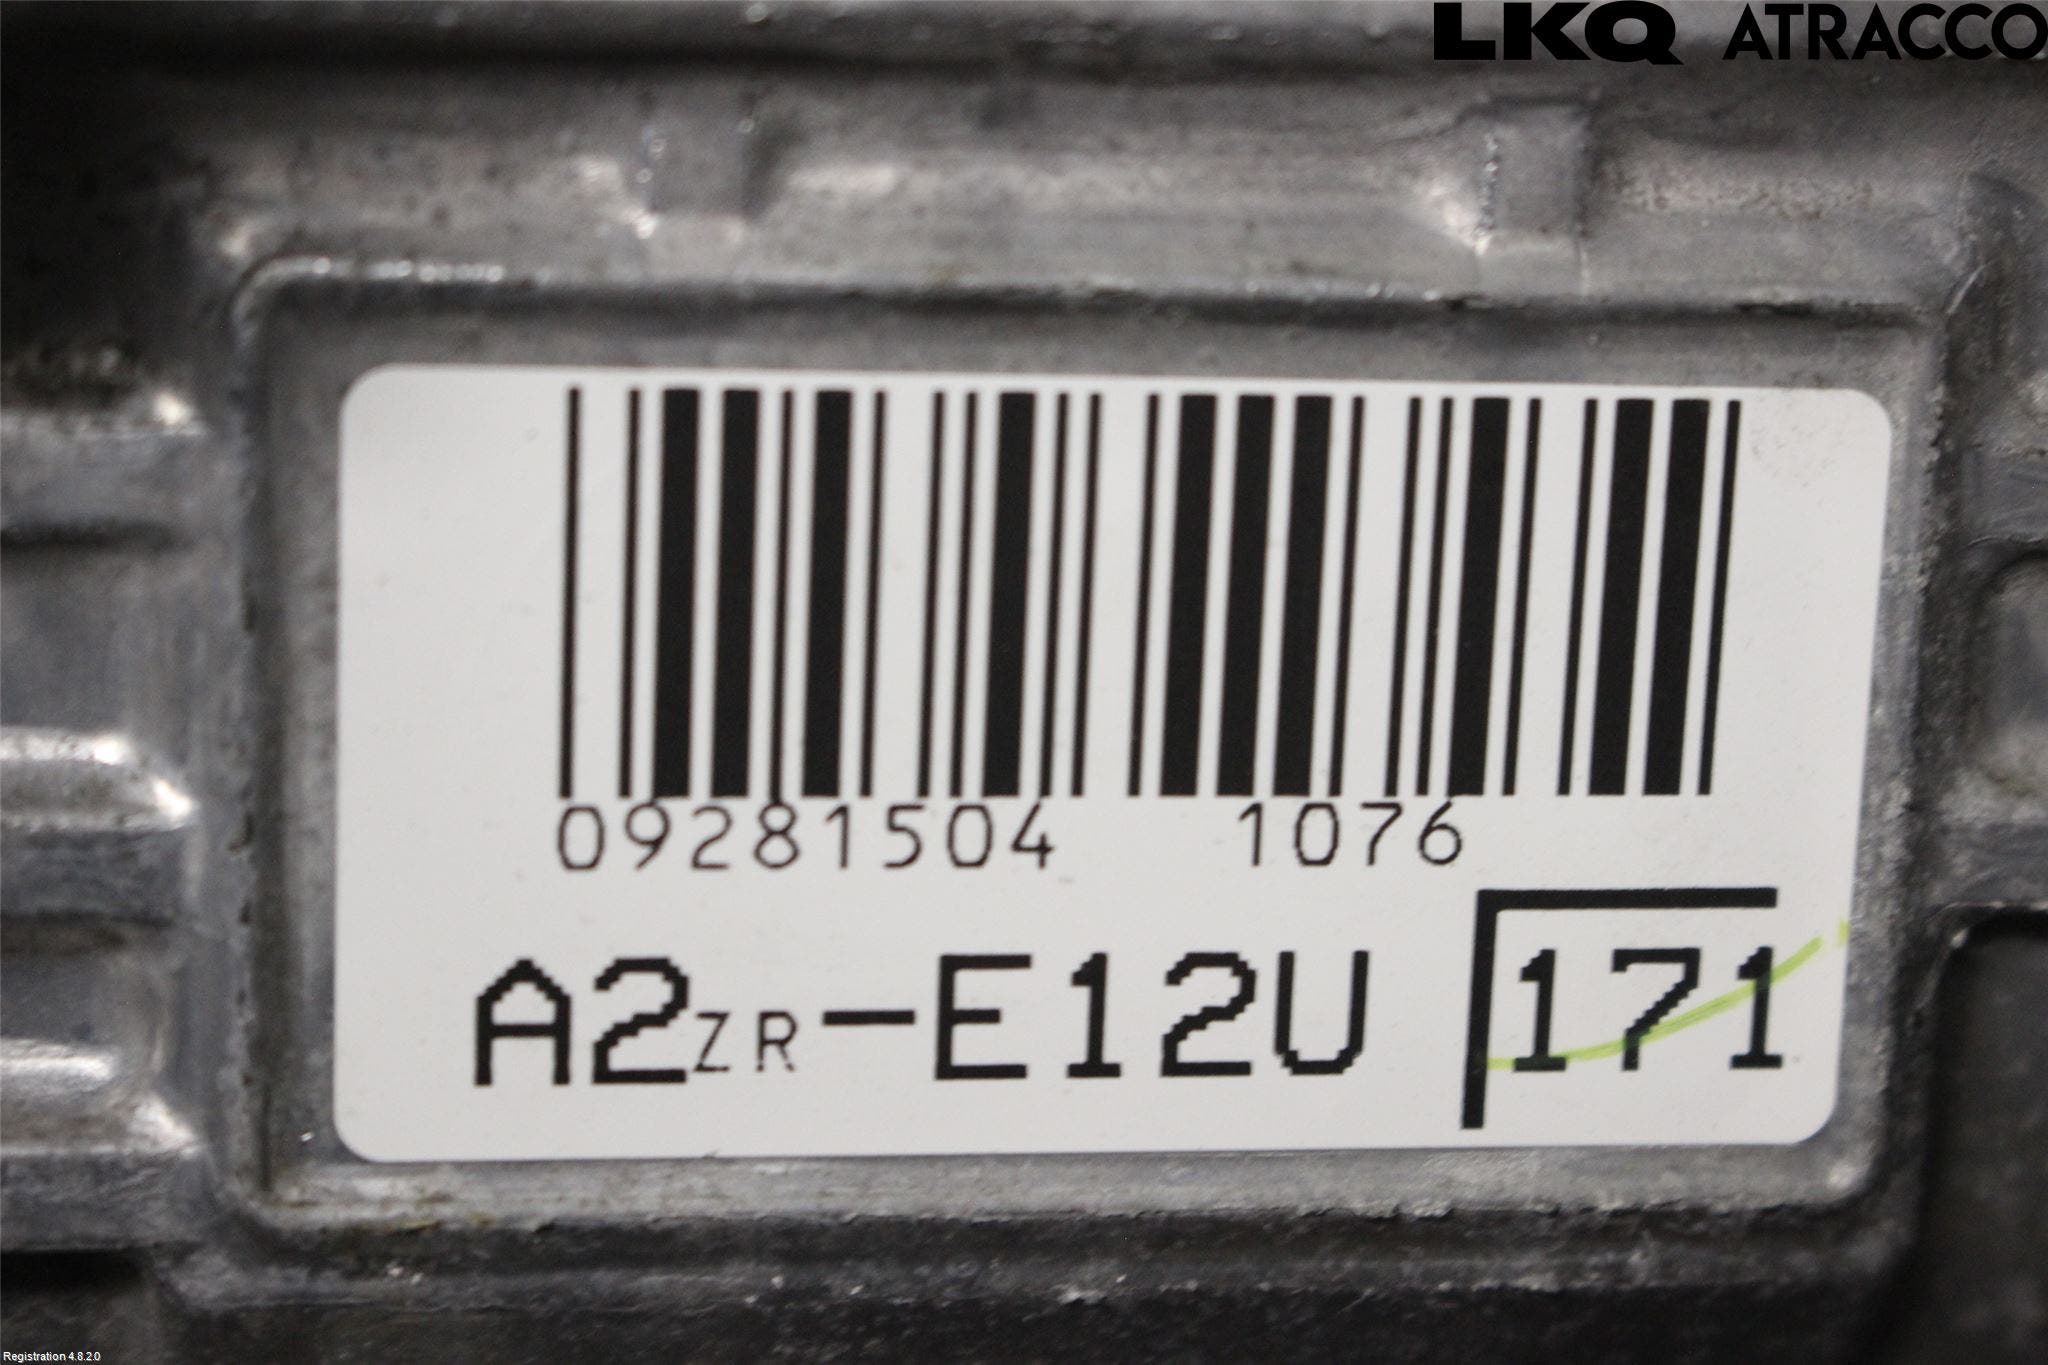 LKQ ATRACCO
09281504 1076
A2ZR-E12U 171
Registration 4.8.2.0